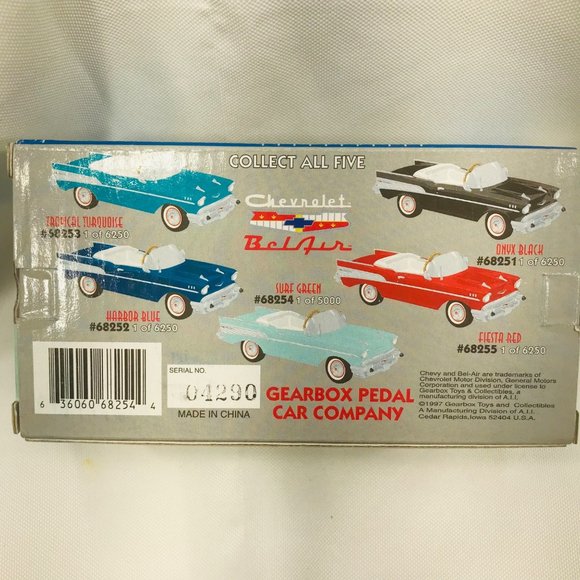 COLLECT ALL FIVE
Chevrolet
BelAir
TROPICAL TURQUOISE
#68253 1 of 6250
ONYX BLACK
#68251 1 of 6250
HARBOR BLUE
#68252 1 of 6250
SURF GREEN
#68254 1 of 5000
FIESTA RED
#68255 1 of 6250
6 36060 68254 4
SERIAL NO.
04290
MADE IN CHINA
GEARBOX PEDAL
CAR COMPANY
Chevy and Bel-Air are trademarks of
Chevrolet Motor Division, General Motors
Corporation and used under license to
Gearbox Toys & Collectibles, a
manufacturing division of A.I.I.
©1997 Gearbox Toys and Collectibles
A Manufacturing Division of A.I.I.
Cedar Rapids, Iowa 52404 U.S.A.